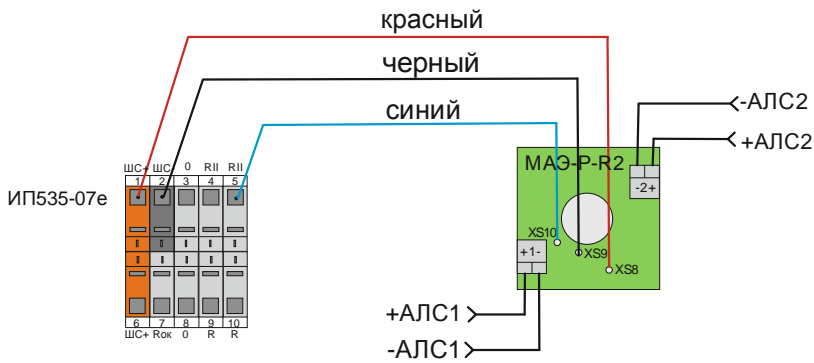 красный
черный
синий
-АЛС2
+АЛС2
МАЭ-Р-R2
-2+
ИП535-07е
ШС+ ШС- 0 RII RII
1 2 3 4 5
XS10
XS9
+1-
XS8
+АЛС1
-АЛС1
6 7 8 9 10
ШС+ Rок 0 R R